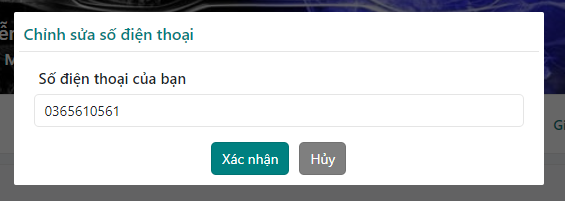 Chỉnh sửa số điện thoại
Số điện thoại của bạn
0365610561
Xác nhận
Hủy